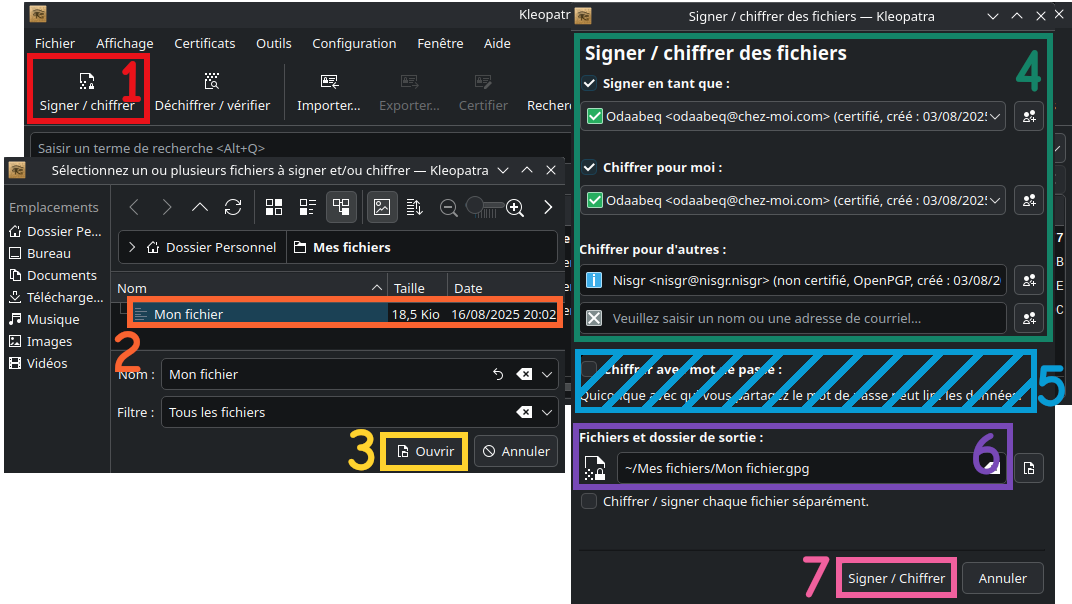 Kleopatr
Fichier Affichage Certificats Outils Configuration Fenêtre Aide
1
Signer / chiffrer Déchiffrer / vérifier Importer... Exporter... Certifier Recher
Saisir un terme de recherche <Alt+Q>
Sélectionnez un ou plusieurs fichiers à signer et/ou chiffrer — Kleopatra
Emplacements
Dossier Pe...
Bureau
Documents
Télécharge...
Musique
Images
Vidéos
Dossier Personnel Mes fichiers
Nom Taille Date
Mon fichier 18,5 Kio 16/08/2025 20:02
2
Nom : Mon fichier
Filtre : Tous les fichiers
3 Ouvrir Annuler
Signer / chiffrer des fichiers — Kleopatra
Signer / chiffrer des fichiers
4
Signer en tant que :
Odaabeq <odaabeq@chez-moi.com> (certifié, créé : 03/08/202
Chiffrer pour moi :
Odaabeq <odaabeq@chez-moi.com> (certifié, créé : 03/08/202
Chiffrer pour d'autres :
Nisgr <nisgr@nisgr.nisgr> (non certifié, OpenPGP, créé : 03/08/2
Veuillez saisir un nom ou une adresse de courriel...
Chiffrer avec mot de passe :
5
Quiconque avec qui vous partagez le mot de passe peut lire les données.
Fichiers et dossier de sortie :
6
~/Mes fichiers/Mon fichier.gpg
Chiffrer / signer chaque fichier séparément.
7 Signer / Chiffrer Annuler
7
B
E
C